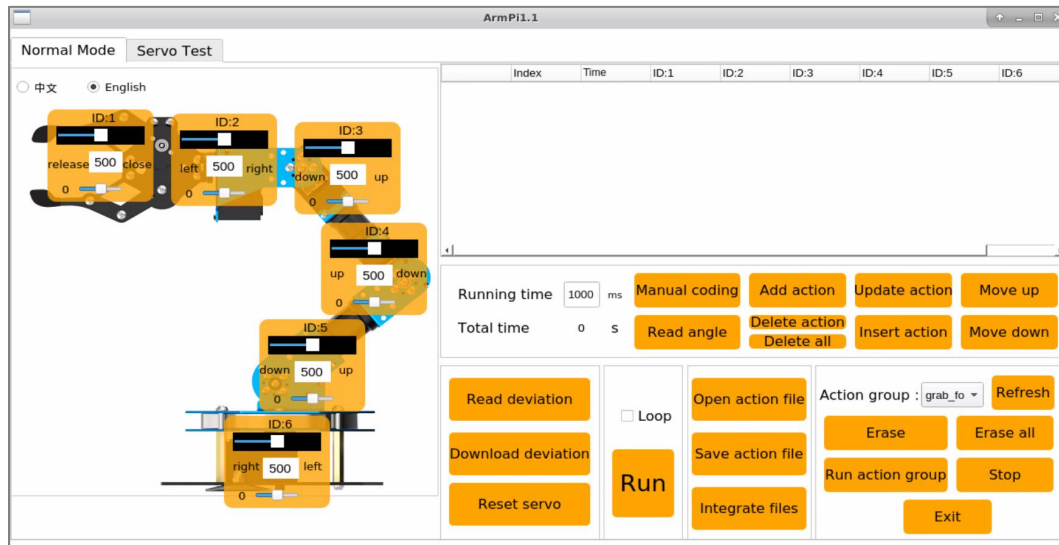 ArmPi1.1
Normal Mode
Servo Test
中文
English
ID:1
500
release
close
0
ID:2
left
500
right
0
ID:3
down
500
up
0
ID:4
up
500
down
0
ID:5
down
500
up
0
ID:6
right
500
left
0
Index Time ID:1 ID:2 ID:3 ID:4 ID:5 ID:6
Running time 1000 ms
Total time 0 S
Manual coding
Add action
Update action
Move up
Read angle
Delete action
Delete all
Insert action
Move down
Read deviation
Download deviation
Reset servo
Loop
Run
Open action file
Save action file
Integrate files
Action group : grab_fo
Refresh
Erase
Erase all
Run action group
Stop
Exit